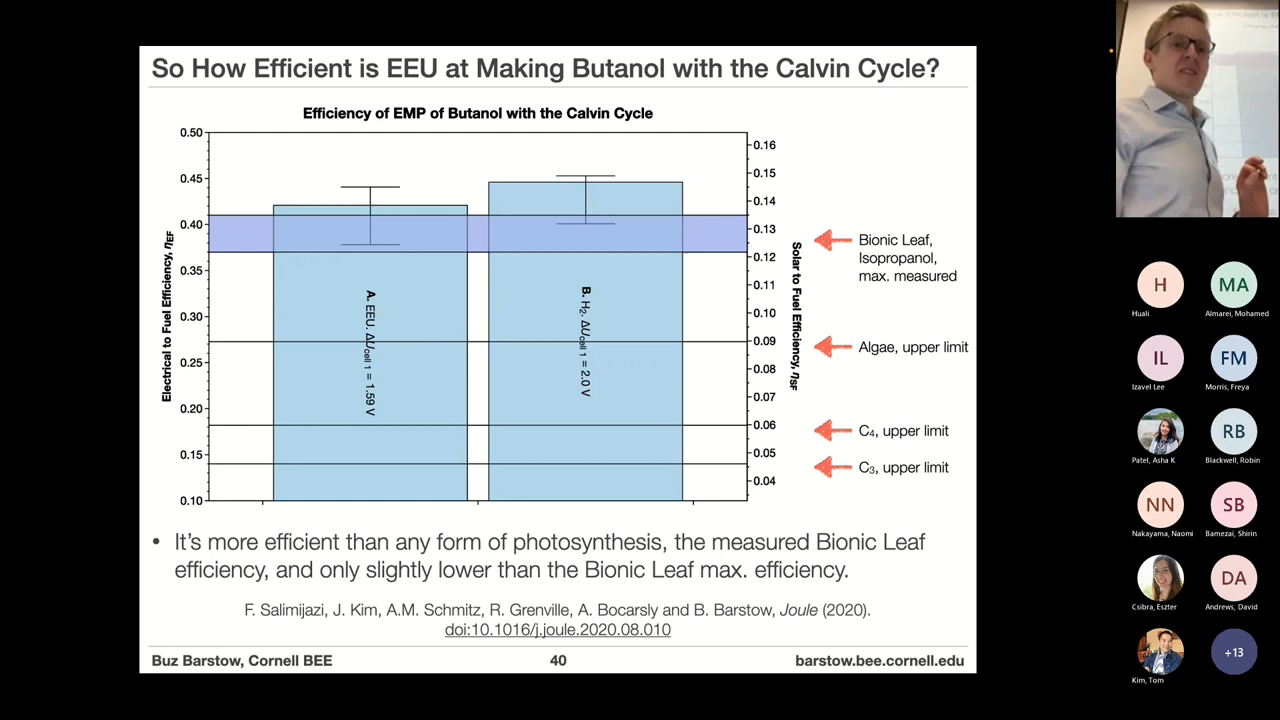 So How Efficient is EEU at Making Butanol with the Calvin Cycle?
Efficiency of EMP of Butanol with the Calvin Cycle
Electrical to Fuel Efficiency, ηEF
0.50
0.45
0.40
0.35
0.30
0.25
0.20
0.15
0.10
A. EEU. ΔUcell 1 = 1.59 V
B. H₂. ΔUcell 1 = 2.0 V
0.16
0.15
0.14
0.13
0.12
0.11
0.10
0.09
0.08
0.07
0.06
0.05
0.04
Solar to Fuel Efficiency, ηSF
Bionic Leaf,
Isopropanol,
max. measured
Algae, upper limit
C₄, upper limit
C₃, upper limit
• It’s more efficient than any form of photosynthesis, the measured Bionic Leaf
efficiency, and only slightly lower than the Bionic Leaf max. efficiency.
F. Salimijazi, J. Kim, A.M. Schmitz, R. Grenville, A. Bocarsly and B. Barstow, Joule (2020).
doi:10.1016/j.joule.2020.08.010
Buz Barstow, Cornell BEE
40
barstow.bee.cornell.edu
H
MA
Huali
Almarei, Mohamed
IL
FM
Izavel Lee
Morris, Freya
RB
Patel, Asha K
Blackwell, Robin
NN
SB
Nakayama, Naomi
Bamezai, Shirin
DA
Csibra, Eszter
Andrews, David
+13
Kim, Tom